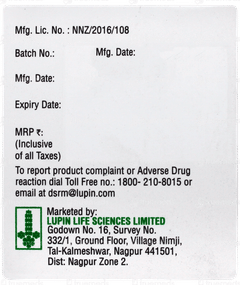 Mfg. Lic. No. : NNZ/2016/108
Batch No.: Mfg. Date:
Mfg. Date:
Expiry Date:
MRP ₹:
(Inclusive
of all Taxes)
To report product complaint or Adverse Drug
reaction dial Toll Free no.: 1800- 210-8015 or
email at dsrm@lupin.com
Marketed by:
LUPIN LIFE SCIENCES LIMITED
Godown No. 16, Survey No.
332/1, Ground Floor, Village Nimji,
Tal-Kalmeshwar, Nagpur 441501,
Dist: Nagpur Zone 2.